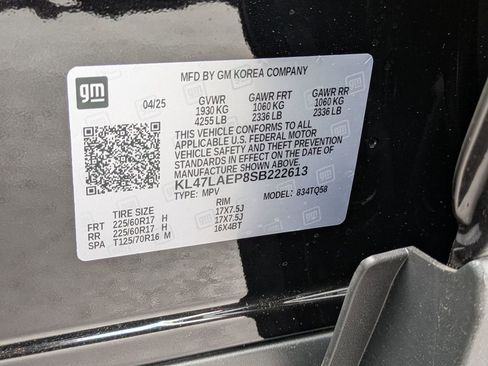 gm
MFD BY GM KOREA COMPANY
04/25 GVWR GAWR FRT GAWR RR
1930 KG 1060 KG 1060 KG
4255 LB 2336 LB 2336 LB
THIS VEHICLE CONFORMS TO ALL
APPLICABLE U.S. FEDERAL MOTOR
VEHICLE SAFETY AND THEFT PREVENTION
STANDARDS IN EFFECT ON THE DATE OF
MANUFACTURE SHOWN ABOVE.
KL47LAEP8SB222613
TYPE: MPV MODEL: 834TQ58
TIRE SIZE RIM
FRT 225/60R17 H 17X7.5J
RR 225/60R17 H 17X7.5J
SPA T125/70R16 M 16X4BT